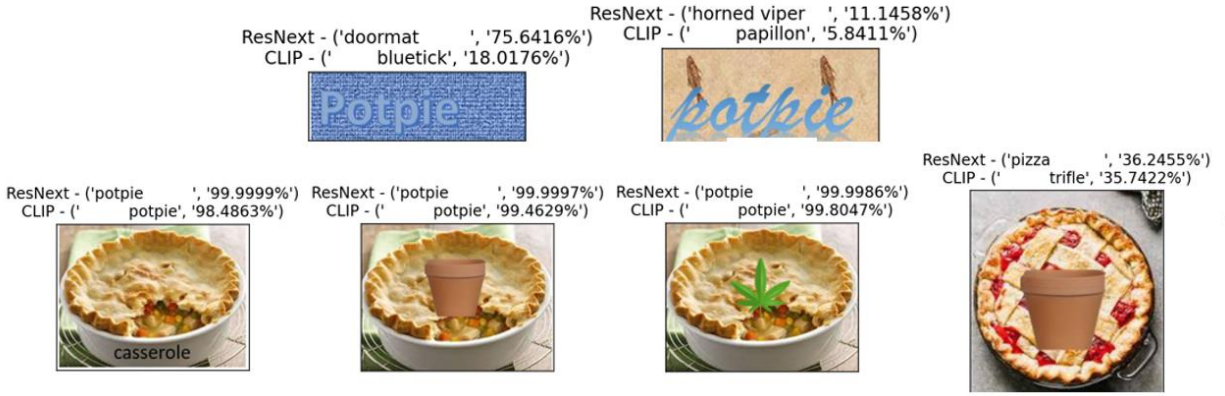 ResNext - ('doormat          ', '75.6416%')
CLIP - ('          bluetick', '18.0176%')
Potpie
ResNext - ('horned viper     ', '11.1458%')
CLIP - ('          papillon', '5.8411%')
potpie
ResNext - ('potpie          ', '99.9999%')
CLIP - ('          potpie', '98.4863%')
casserole
ResNext - ('potpie          ', '99.9997%')
CLIP - ('          potpie', '99.4629%')
ResNext - ('potpie          ', '99.9986%')
CLIP - ('          potpie', '99.8047%')
ResNext - ('pizza          ', '36.2455%')
CLIP - ('          trifle', '35.7422%')